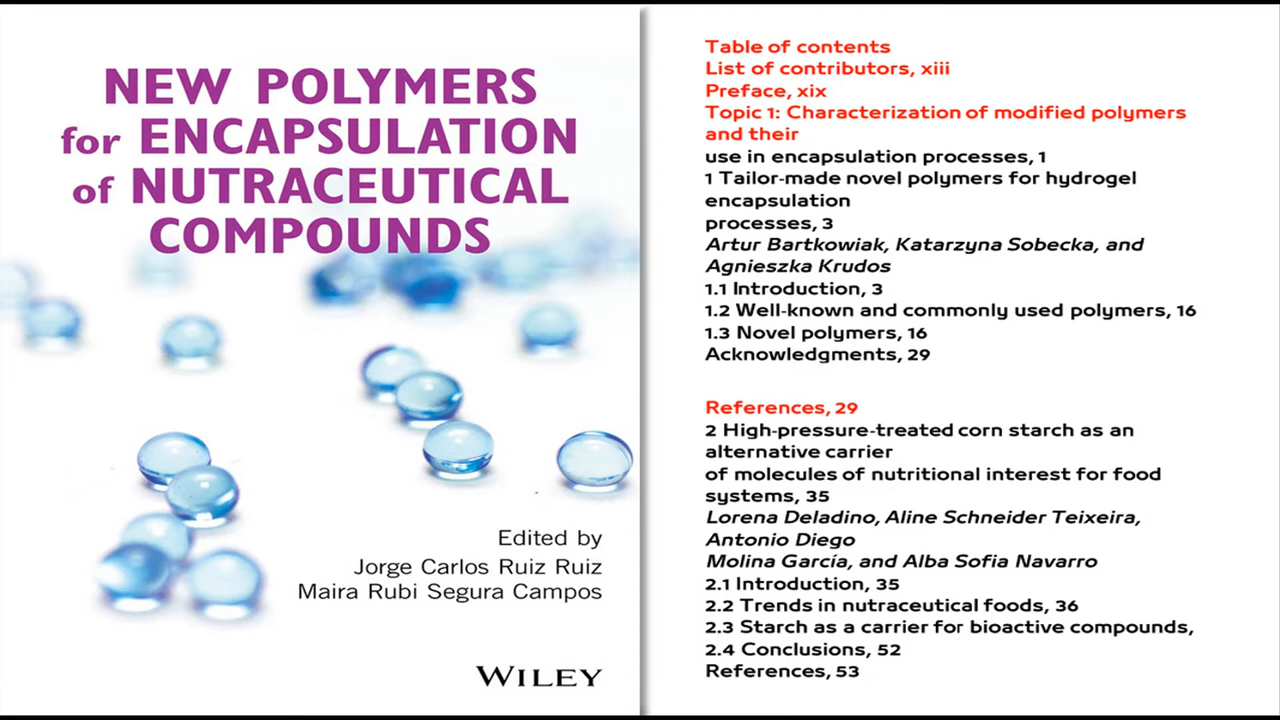 NEW POLYMERS
for ENCAPSULATION
of NUTRACEUTICAL
COMPOUNDS
Edited by
Jorge Carlos Ruiz Ruiz
Maira Rubi Segura Campos
WILEY
Table of contents
List of contributors, xiii
Preface, xix
Topic 1: Characterization of modified polymers
and their
use in encapsulation processes, 1
1 Tailor-made novel polymers for hydrogel
encapsulation
processes, 3
Artur Bartkowiak, Katarzyna Sobecka, and
Agnieszka Krudos
1.1 Introduction, 3
1.2 Well-known and commonly used polymers, 16
1.3 Novel polymers, 16
Acknowledgments, 29
References, 29
2 High-pressure-treated corn starch as an
alternative carrier
of molecules of nutritional interest for food
systems, 35
Lorena Deladino, Aline Schneider Teixeira,
Antonio Diego
Molina García, and Alba Sofia Navarro
2.1 Introduction, 35
2.2 Trends in nutraceutical foods, 36
2.3 Starch as a carrier for bioactive compounds,
2.4 Conclusions, 52
References, 53